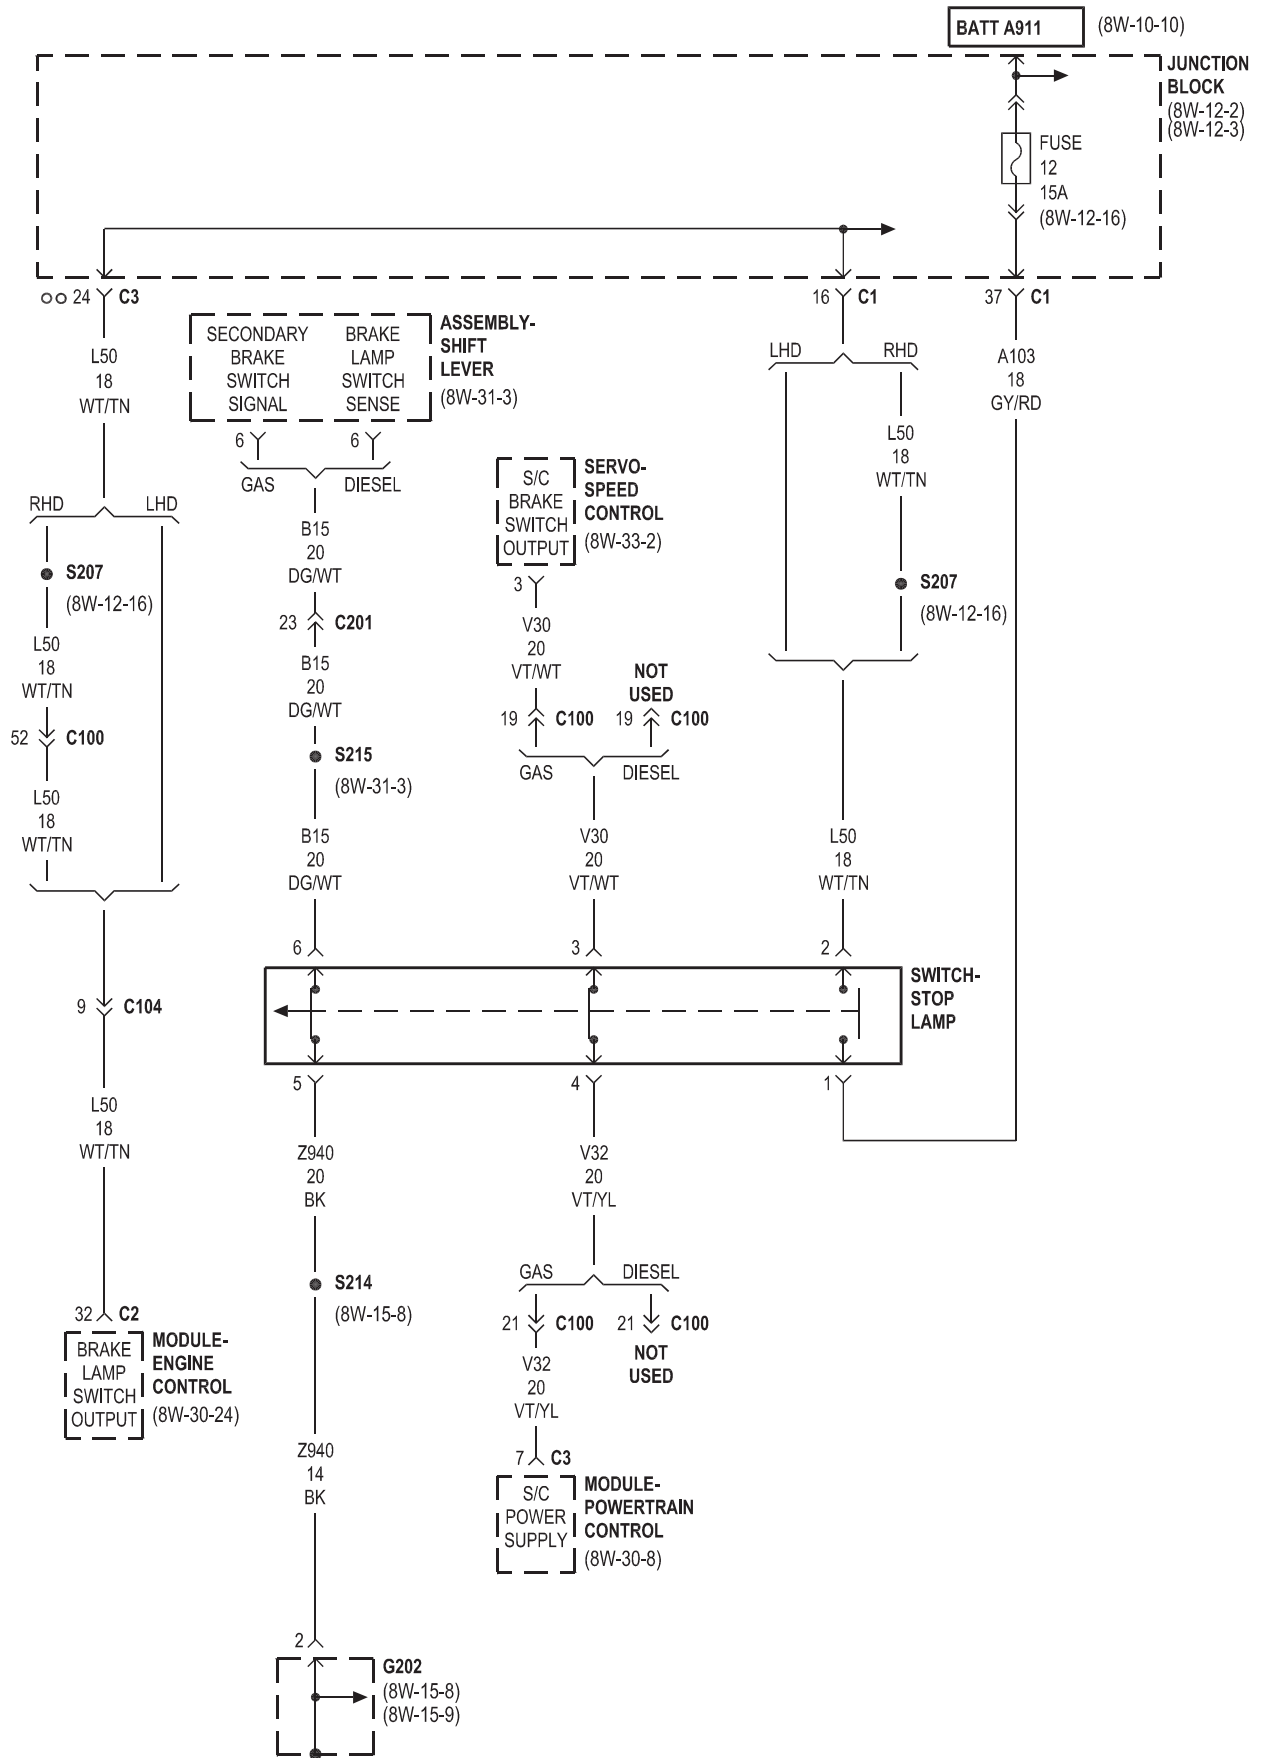 BATT A911 (8W-10-10)
JUNCTION
BLOCK
(8W-12-2)
(8W-12-3)
FUSE
12
15A
(8W-12-16)
24 C3
16 C1
37 C1
L50
18
WT/TN
SECONDARY
BRAKE
SWITCH
SIGNAL
BRAKE
LAMP
SWITCH
SENSE
ASSEMBLY-
SHIFT
LEVER
(8W-31-3)
6
6
GAS
DIESEL
LHD
RHD
A103
18
GY/RD
L50
18
WT/TN
S/C
BRAKE
SWITCH
OUTPUT
SERVO-
SPEED
CONTROL
(8W-33-2)
RHD
LHD
S207
(8W-12-16)
B15
20
DG/WT
23 C201
B15
20
DG/WT
3
V30
20
VT/WT
S207
(8W-12-16)
L50
18
WT/TN
NOT
USED
19 C100
19 C100
GAS
DIESEL
52 C100
S215
(8W-31-3)
L50
18
WT/TN
B15
20
DG/WT
V30
20
VT/WT
L50
18
WT/TN
6
3
2
SWITCH-
STOP
LAMP
9 C104
5
4
1
L50
18
WT/TN
Z940
20
BK
V32
20
VT/YL
S214
(8W-15-8)
GAS
DIESEL
21 C100
21 C100
NOT
USED
V32
20
VT/YL
32 C2
BRAKE
LAMP
SWITCH
OUTPUT
MODULE-
ENGINE
CONTROL
(8W-30-24)
Z940
14
BK
7 C3
S/C
POWER
SUPPLY
MODULE-
POWERTRAIN
CONTROL
(8W-30-8)
2
G202
(8W-15-8)
(8W-15-9)